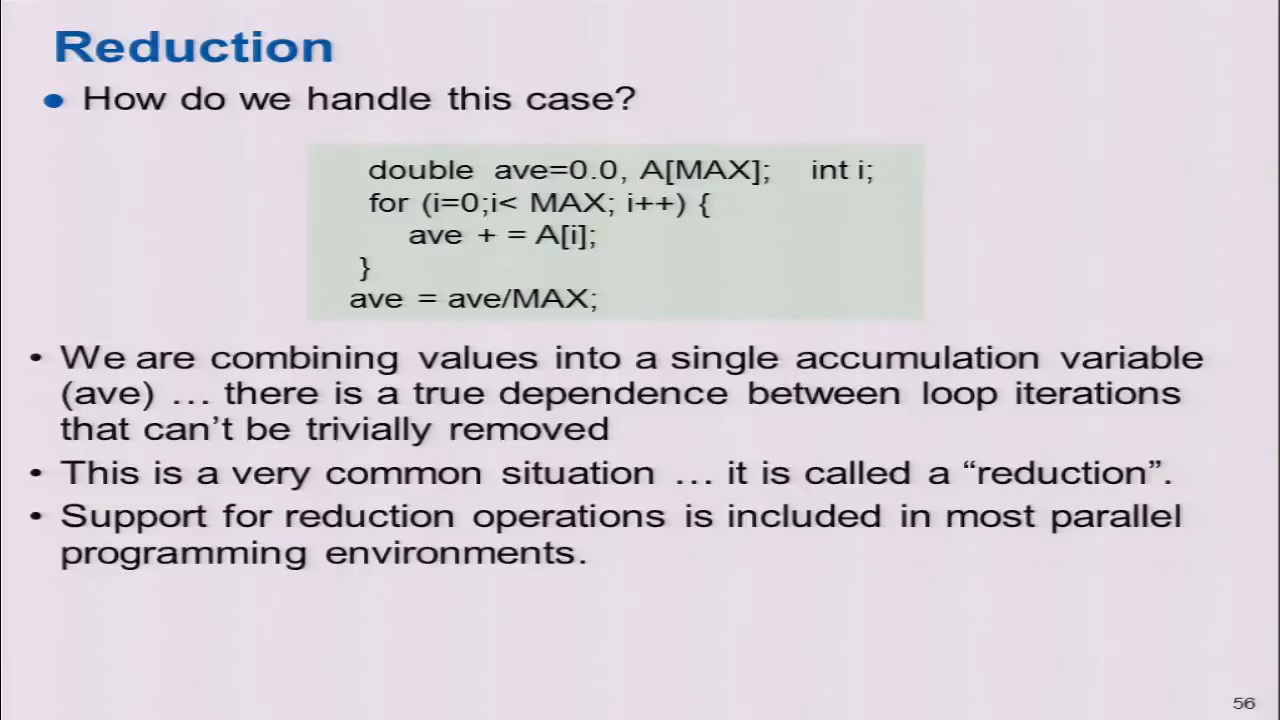 Reduction
• How do we handle this case?
double ave=0.0, A[MAX]; int i;
for (i=0;i< MAX; i++) {
ave + = A[i];
}
ave = ave/MAX;
• We are combining values into a single accumulation variable
(ave) … there is a true dependence between loop iterations
that can’t be trivially removed
• This is a very common situation … it is called a “reduction”.
• Support for reduction operations is included in most parallel
programming environments.
56